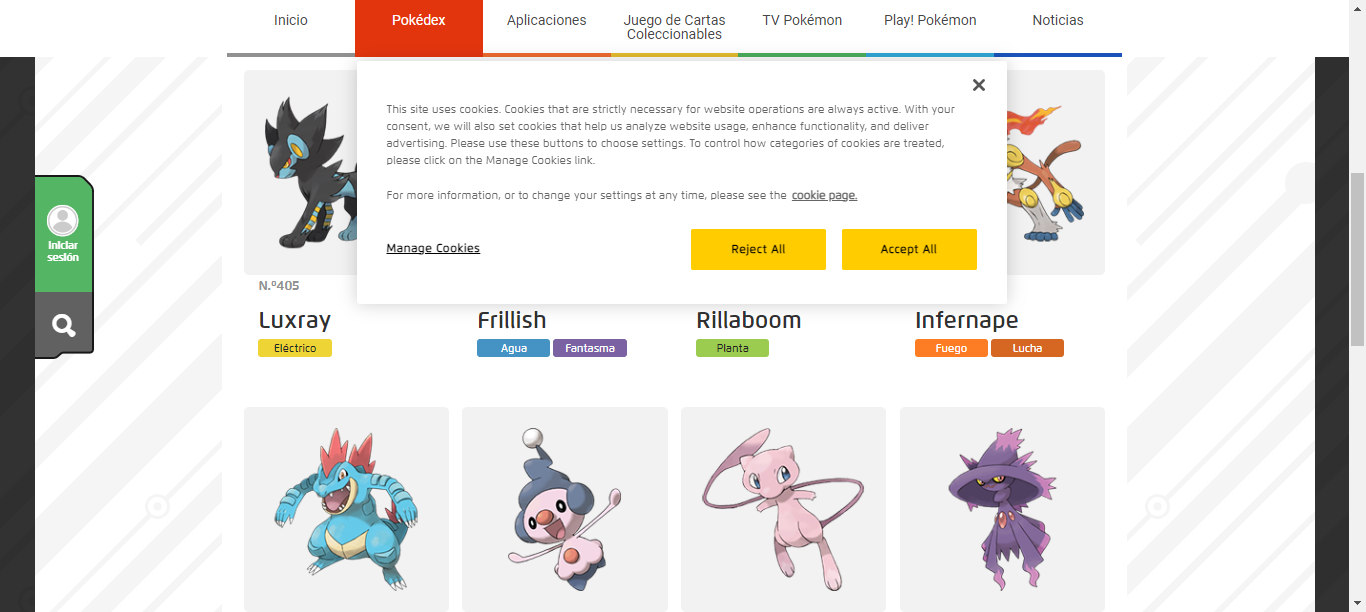 Inicio
Pokédex
Aplicaciones
Juego de Cartas
Coleccionables
TV Pokémon
Play! Pokémon
Noticias
This site uses cookies. Cookies that are strictly necessary for website operations are always active. With your
consent, we will also set cookies that help us analyze website usage, enhance functionality, and deliver
advertising. Please use these buttons to choose settings. To control how categories of cookies are treated,
please click on the Manage Cookies link.
For more information, or to change your settings at any time, please see the cookie page.
Manage Cookies
Reject All
Accept All
Iniciar
sesión
N.º405
Luxray
Frillish
Rillaboom
Infernape
Eléctrico
Agua
Fantasma
Planta
Fuego
Lucha